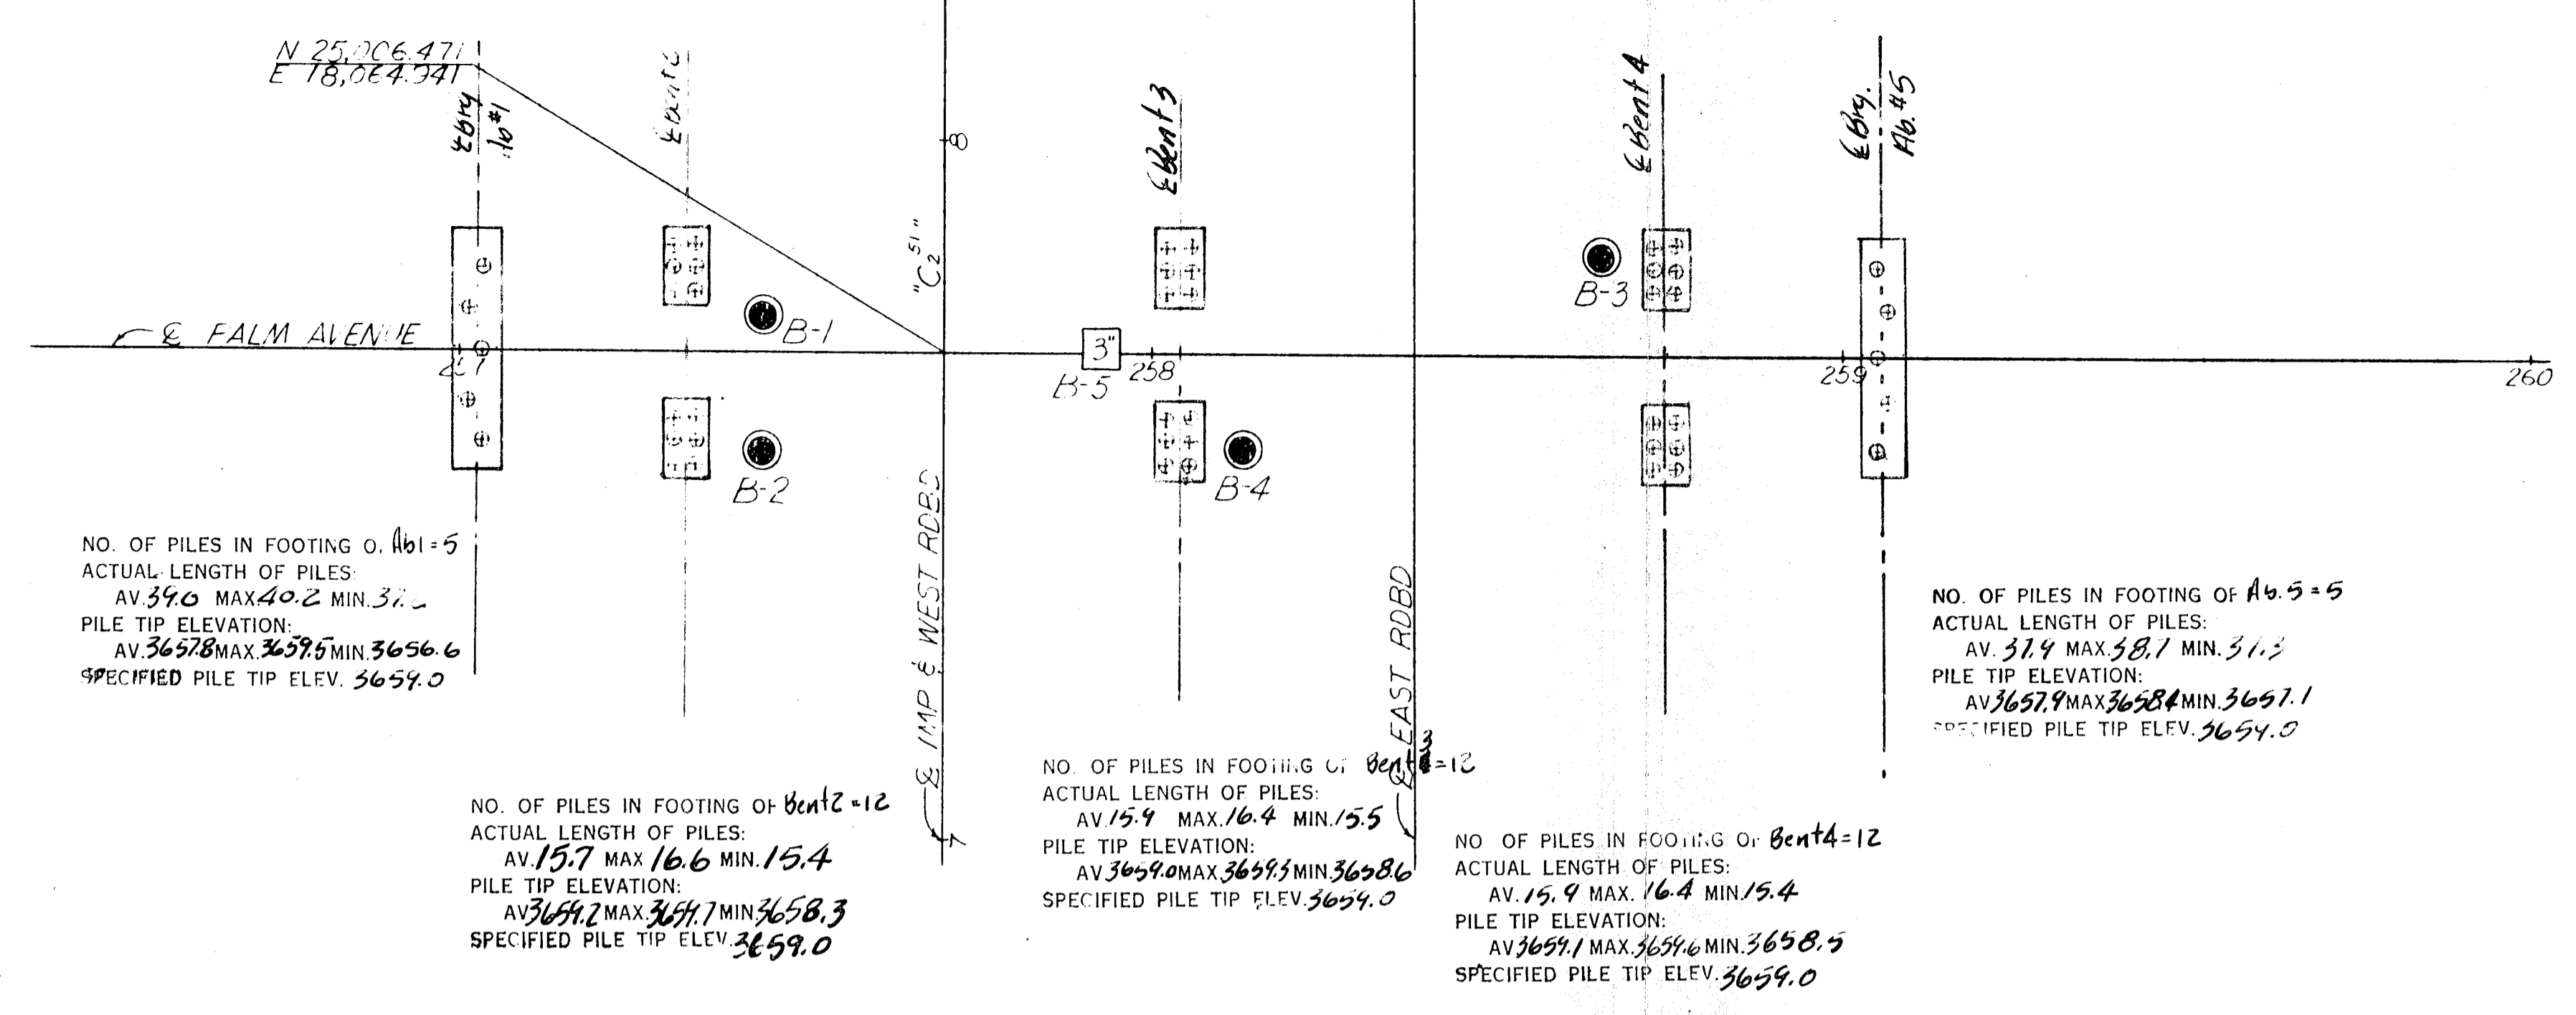 N 25,006.471
E 18,064.941
℄ Brg
Ab #1
℄ Bent 2
"C2 51"
8
℄ Bent 3
℄ Bent 4
℄ Brg.
Ab. #5
℄ PALM AVENUE
257
B-1
B-2
3"
B-5
258
B-4
B-3
259
260
℄ IMP & WEST RDBD
7
℄ EAST RDBD
NO. OF PILES IN FOOTING O. Ab1 = 5
ACTUAL LENGTH OF PILES:
AV. 39.0 MAX. 40.2 MIN.
PILE TIP ELEVATION:
AV. 3657.8 MAX. 3659.5 MIN. 3656.6
SPECIFIED PILE TIP ELEV. 3659.0
NO. OF PILES IN FOOTING OF Bent 2 = 12
ACTUAL LENGTH OF PILES:
AV. 15.7 MAX 16.6 MIN. 15.4
PILE TIP ELEVATION:
AV 3659.2 MAX. 3659.7 MIN 3658.3
SPECIFIED PILE TIP ELEV. 3659.0
NO. OF PILES IN FOOTING OF Bent 3 = 12
ACTUAL LENGTH OF PILES:
AV. 15.9 MAX. 16.4 MIN. 15.5
PILE TIP ELEVATION:
AV 3659.0 MAX. 3659.3 MIN. 3658.6
SPECIFIED PILE TIP ELEV. 3659.0
NO OF PILES IN FOOTING OF Bent 4 = 12
ACTUAL LENGTH OF PILES:
AV. 15.9 MAX. 16.4 MIN. 15.4
PILE TIP ELEVATION:
AV 3659.1 MAX. 3659.6 MIN. 3658.5
SPECIFIED PILE TIP ELEV. 3659.0
NO. OF PILES IN FOOTING OF Ab. 5 = 5
ACTUAL LENGTH OF PILES:
AV. 37.9 MAX. 38.7 MIN. 37.3
PILE TIP ELEVATION:
AV 3657.9 MAX 3658.4 MIN. 3657.1
SPECIFIED PILE TIP ELEV. 3659.0